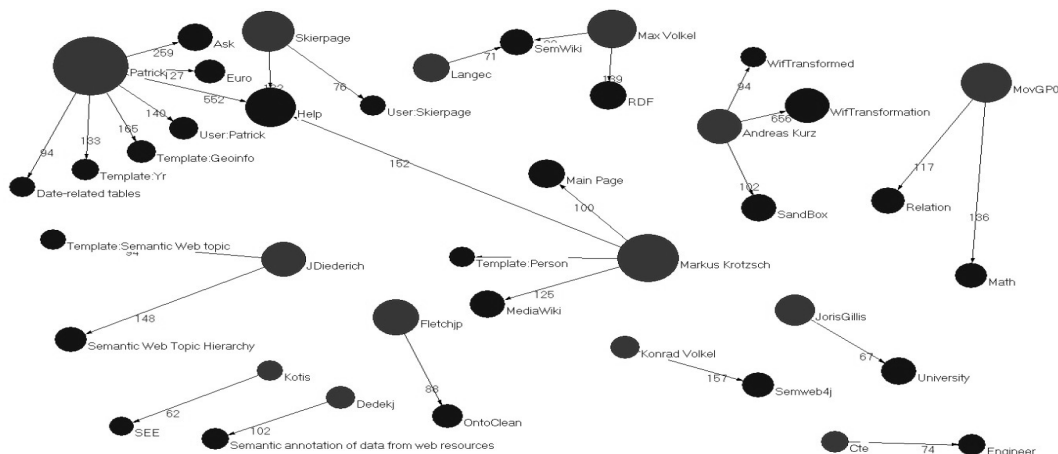 Ask
Skierpage
Max Volkel
259
SemWiki
WifTransformed
Patrick
127
Euro
71
Langec
94
MovGP0
552
76
139
RDF
WifTransformation
Help
User:Skierpage
656
140
Andreas Kurz
165
User:Patrick
94
133
Template:Geoinfo
152
117
Template:Yr
Main Page
102
Date-related tables
100
SandBox
Relation
136
Template:Semantic Web topic
94
JDiederich
Template:Person
Markus Krotzsch
Math
125
148
MediaWiki
Fletchjp
JorisGillis
Semantic Web Topic Hierarchy
Konrad Volkel
67
Kotis
157
University
88
Semweb4j
62
Dedekj
OntoClean
SEE
102
Semantic annotation of data from web resources
Cte
74
Engineer